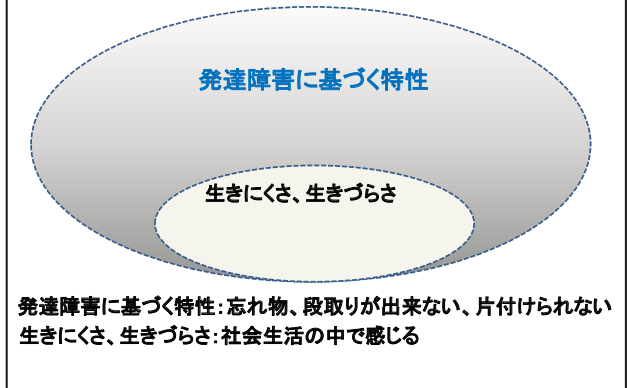 発達障害に基づく特性
生きにくさ、生きづらさ
発達障害に基づく特性：忘れ物、段取りが出来ない、片付けられない
生きにくさ、生きづらさ：社会生活の中で感じる